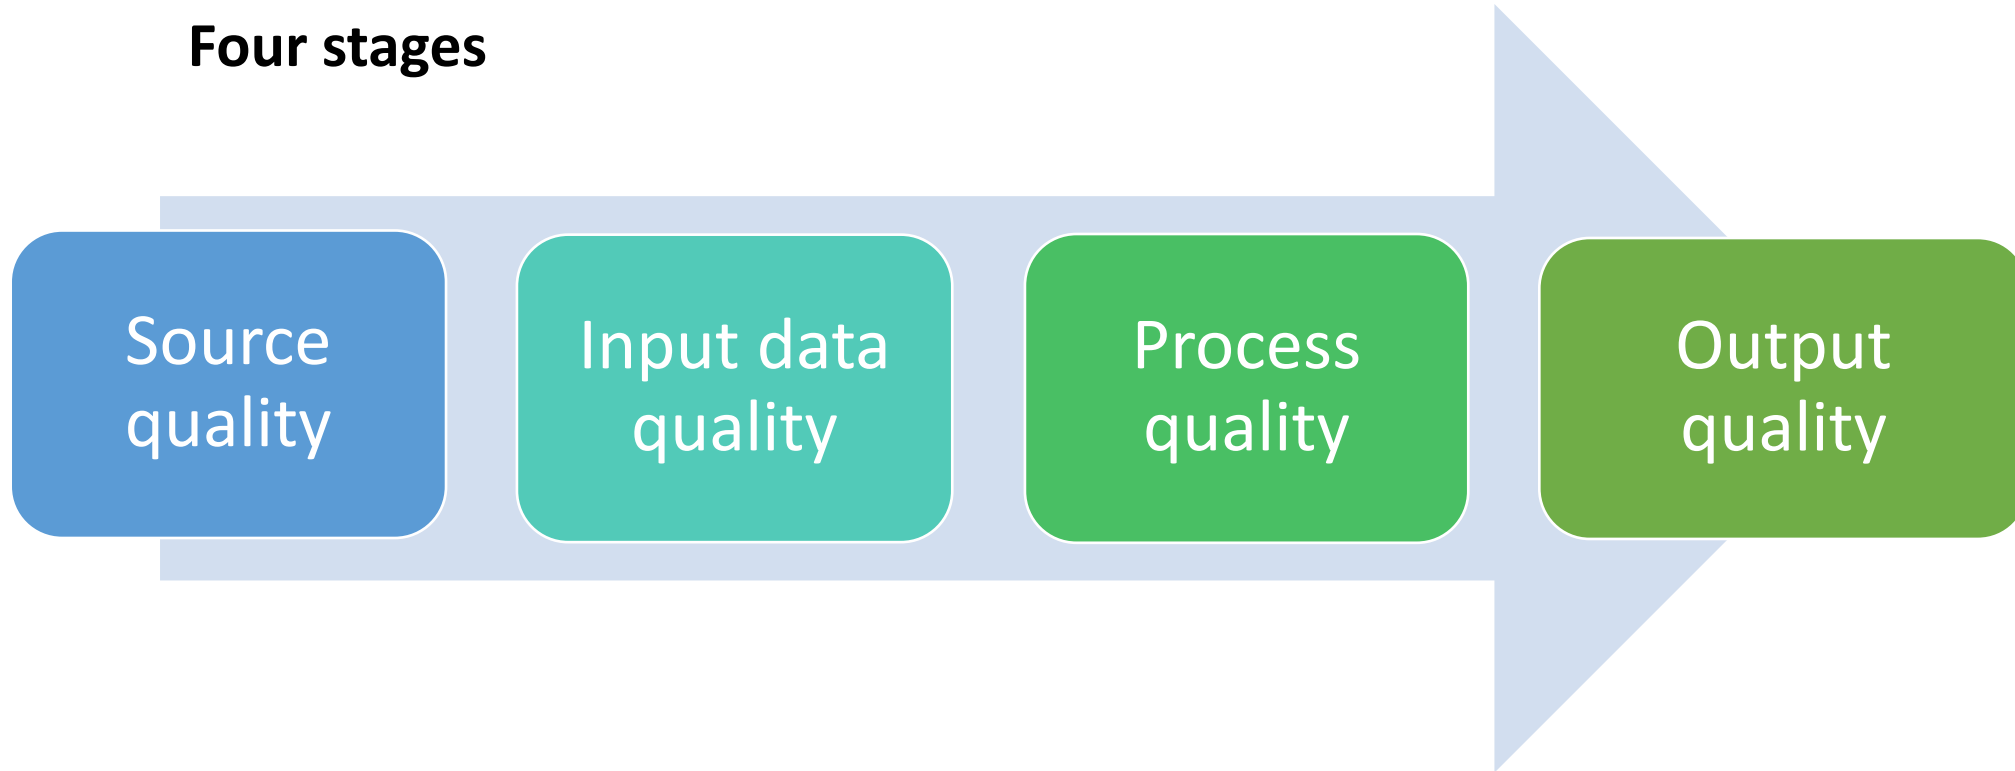 Four stages
Source
quality
Input data
quality
Process
quality
Output
quality